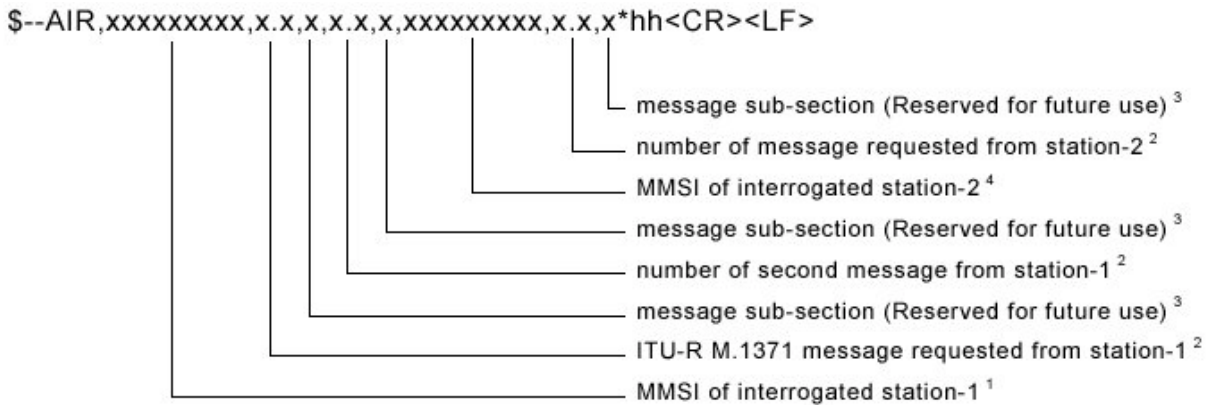 $--AIR,xxxxxxxxx,x.x,x,x.x,x,xxxxxxxxx,x.x,x*hh<CR><LF>
message sub-section (Reserved for future use) ³
number of message requested from station-2 ²
MMSI of interrogated station-2 ⁴
message sub-section (Reserved for future use) ³
number of second message from station-1 ²
message sub-section (Reserved for future use) ³
ITU-R M.1371 message requested from station-1 ²
MMSI of interrogated station-1 ¹